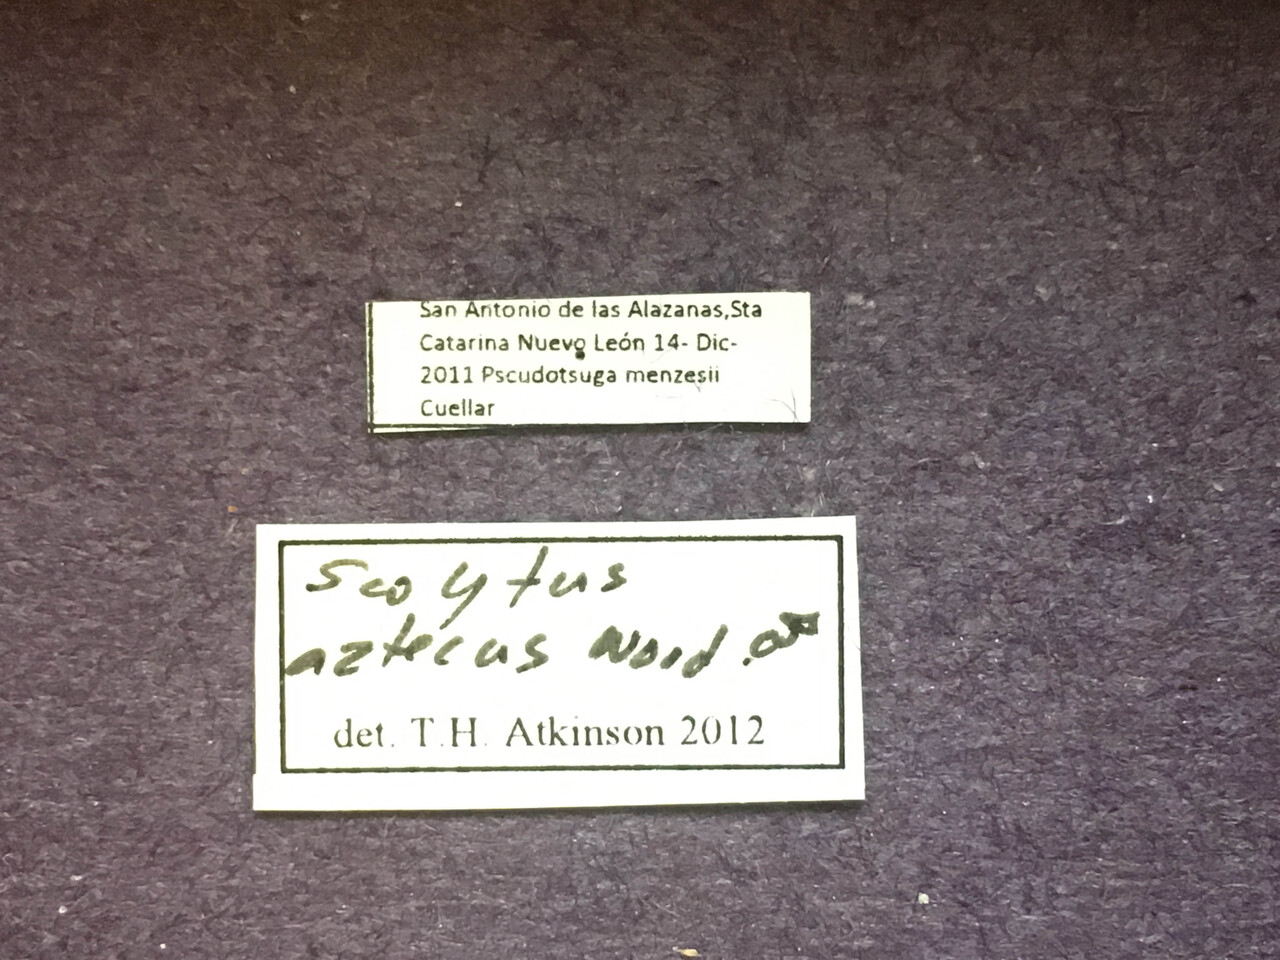 San Antonio de las Alazanas,Sta
Catarina Nuevo León 14- Dic-
2011 Pscudotsuga menzesii
Cuellar
Scolytus
aztecus Wood ♂
det. T.H. Atkinson 2012